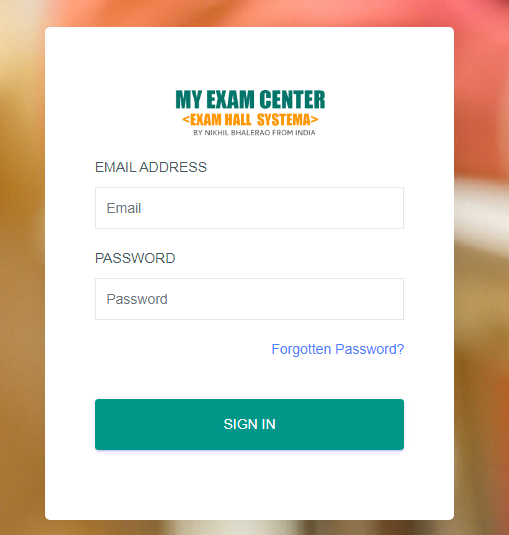 MY EXAM CENTER
<EXAM HALL SYSTEMA>
BY NIKHIL BHALERAO FROM INDIA
EMAIL ADDRESS
Email
PASSWORD
Password
Forgotten Password?
SIGN IN